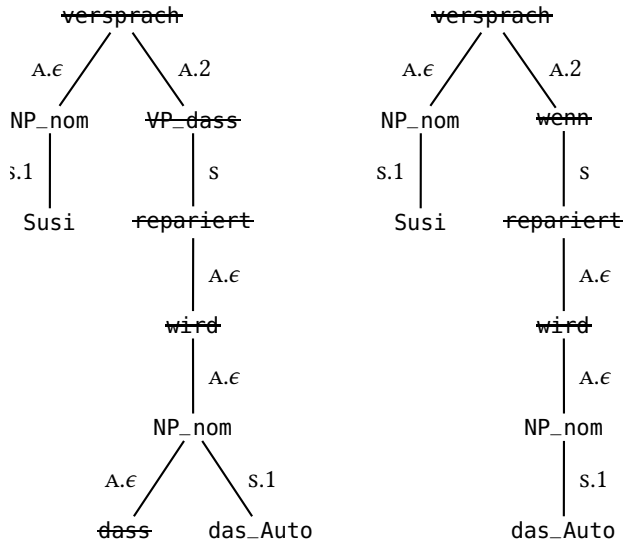 versprach versprach
A.ϵ A.2 A.ϵ A.2
NP_nom VP_dass NP_nom wenn
s.1 s s.1 s
Susi repariert Susi repariert
A.ϵ A.ϵ
wird wird
A.ϵ A.ϵ
NP_nom NP_nom
A.ϵ s.1 s.1
dass das_Auto das_Auto